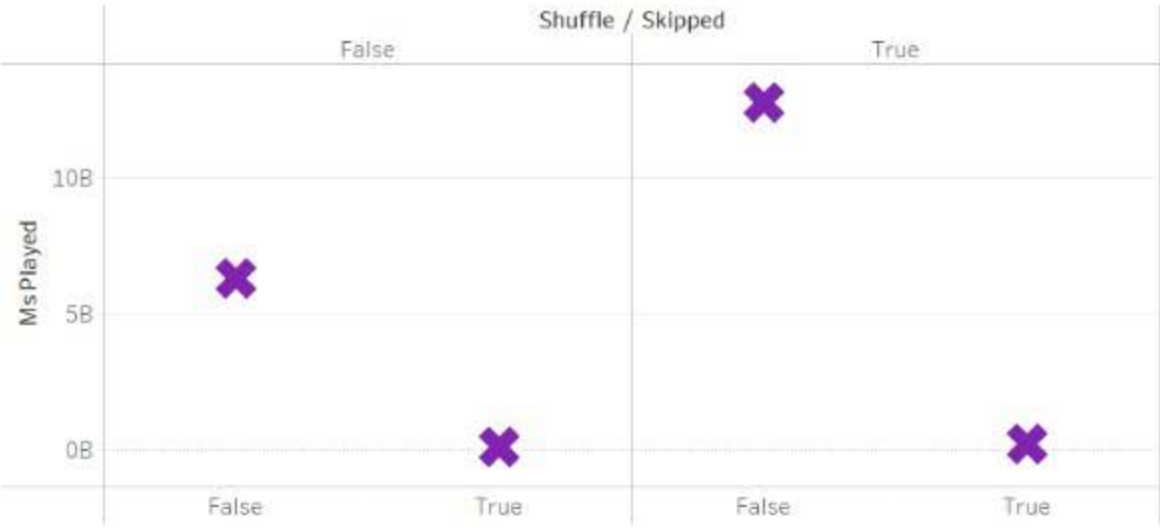 Shuffle / Skipped
False True
10B
Ms Played
5B
0B
False True False True